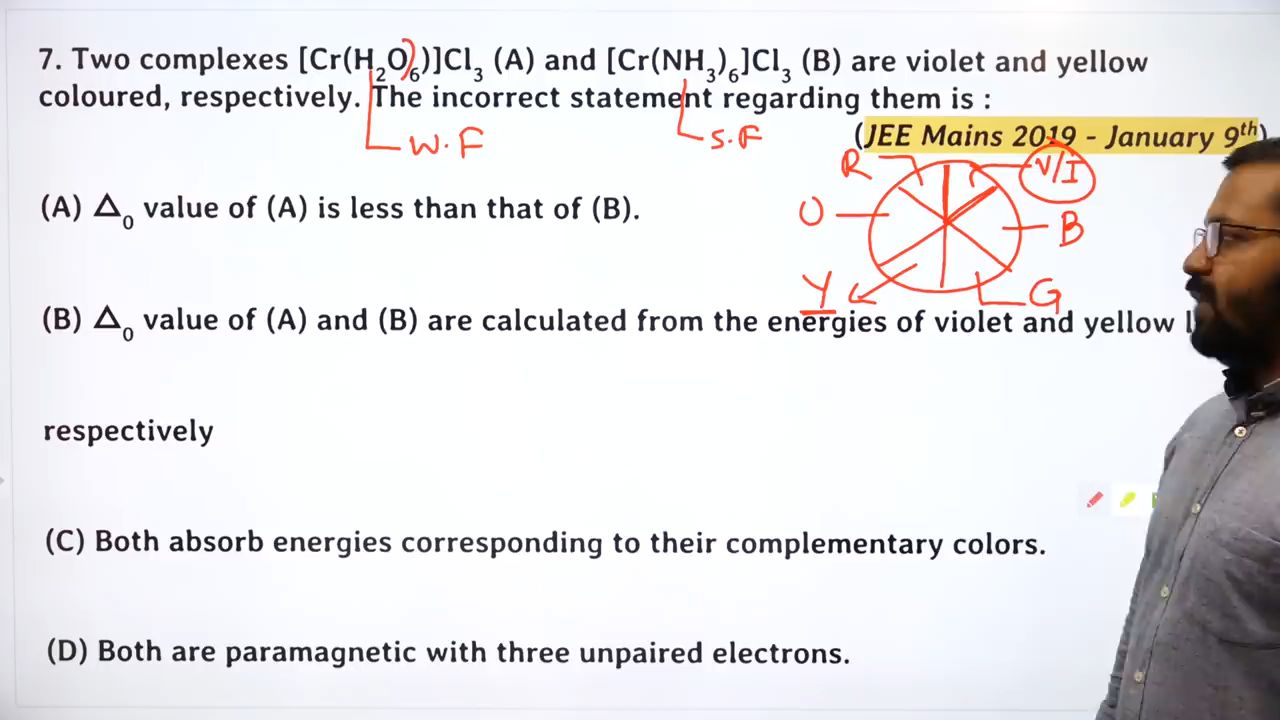 7. Two complexes [Cr(H₂O)₆)]Cl₃ (A) and [Cr(NH₃)₆]Cl₃ (B) are violet and yellow
coloured, respectively. The incorrect statement regarding them is :
W.F
S.F
(JEE Mains 2019 - January 9th)
R
V/I
O
B
Y
G
(A) Δ₀ value of (A) is less than that of (B).
(B) Δ₀ value of (A) and (B) are calculated from the energies of violet and yellow
respectively
(C) Both absorb energies corresponding to their complementary colors.
(D) Both are paramagnetic with three unpaired electrons.